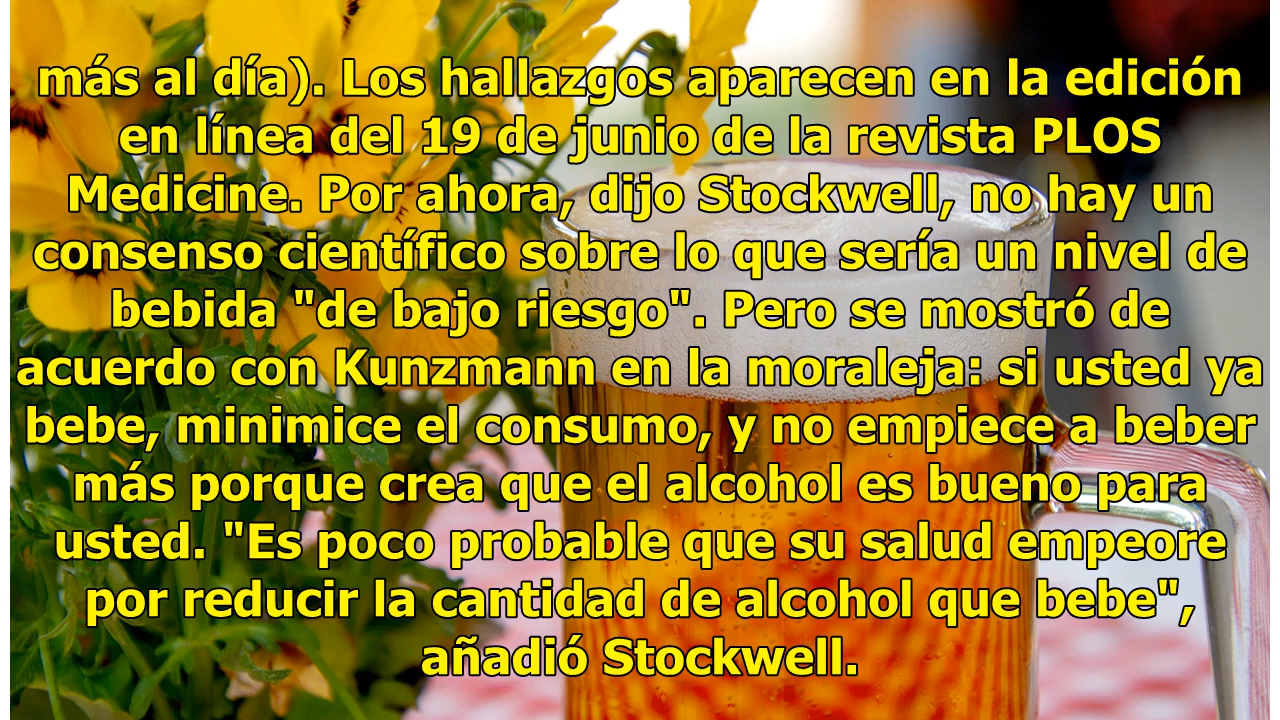 más al día). Los hallazgos aparecen en la edición
en línea del 19 de junio de la revista PLOS
Medicine. Por ahora, dijo Stockwell, no hay un
consenso científico sobre lo que sería un nivel de
bebida "de bajo riesgo". Pero se mostró de
acuerdo con Kunzmann en la moraleja: si usted ya
bebe, minimice el consumo, y no empiece a beber
más porque crea que el alcohol es bueno para
usted. "Es poco probable que su salud empeore
por reducir la cantidad de alcohol que bebe",
añadió Stockwell.